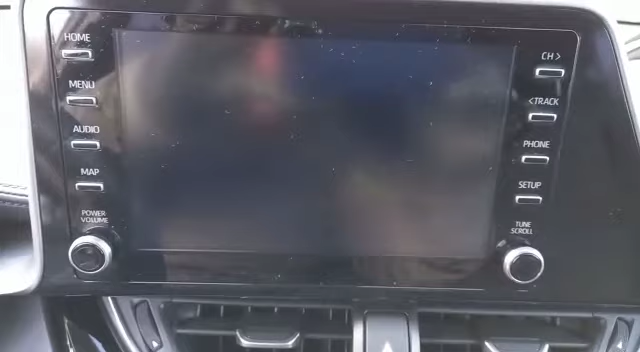 HOME
MENU
AUDIO
MAP
POWER
VOLUME
CH >
<TRACK
PHONE
SETUP
TUNE
SCROLL